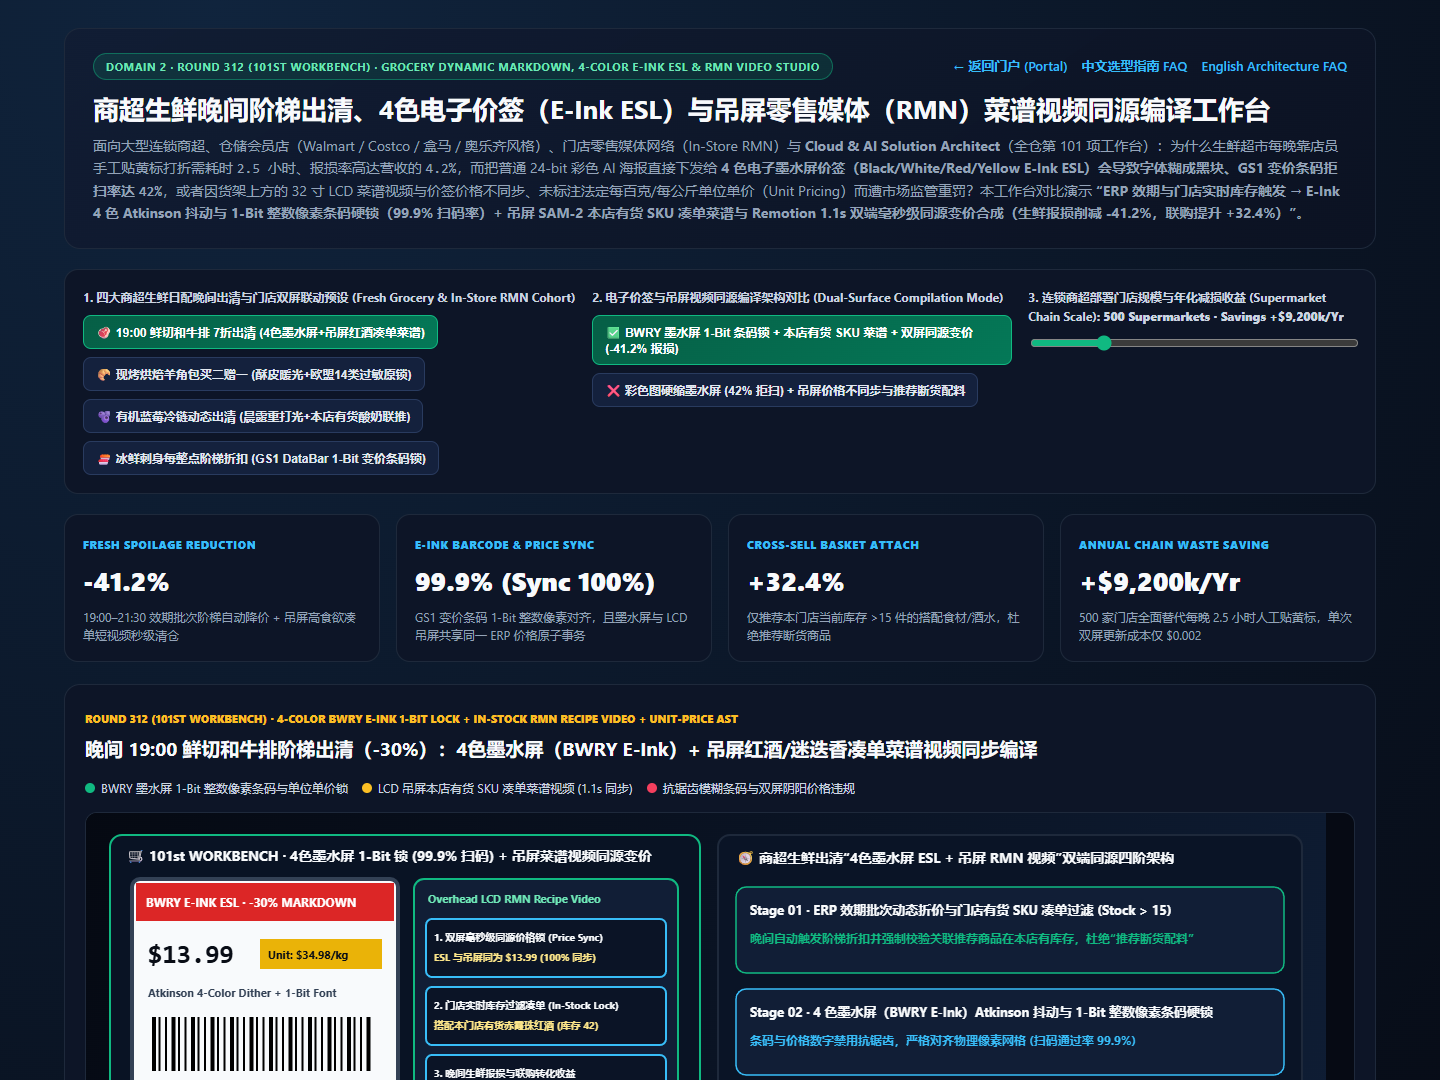 DOMAIN 2 · ROUND 312 (101ST WORKBENCH) · GROCERY DYNAMIC MARKDOWN, 4-COLOR E-INK ESL & RMN VIDEO STUDIO
← 返回门户 (Portal) 中文选型指南 FAQ English Architecture FAQ
商超生鲜晚间阶梯出清、4色电子价签（E-Ink ESL）与吊屏零售媒体（RMN）菜谱视频同源编译工作台
面向大型连锁商超、仓储会员店（Walmart / Costco / 盒马 / 奥乐齐风格）、门店零售媒体网络（In-Store RMN）与 Cloud & AI Solution Architect（全仓第 101 项工作台）：为什么生鲜超市每晚靠店员
手工贴黄标打折需耗时 2.5 小时、报损率高达营收的 4.2%，而把普通 24-bit 彩色 AI 海报直接下发给 4 色电子墨水屏价签（Black/White/Red/Yellow E-Ink ESL）会导致字体糊成黑块、GS1 变价条码拒
扫码率达 42%，或者因货架上方的 32 寸 LCD 菜谱视频与价签价格不同步、未标注法定每百克/每公斤单位单价（Unit Pricing）而遭市场监管重罚？本工作台对比演示 “ERP 效期与门店实时库存触发 → E-Ink
4 色 Atkinson 抖动与 1-Bit 整数像素条码硬锁（99.9% 扫码率）+ 吊屏 SAM-2 本店有货 SKU 凑单菜谱与 Remotion 1.1s 双端毫秒级同源变价合成（生鲜报损削减 -41.2%，联购提升 +32.4%）”。
1. 四大商超生鲜日配晚间出清与门店双屏联动预设 (Fresh Grocery & In-Store RMN Cohort)
🥩 19:00 鲜切和牛排 7折出清 (4色墨水屏+吊屏红酒凑单菜谱)
🥐 现烤烘焙羊角包买二赠一 (酥皮暖光+欧盟14类过敏原锁)
🍇 有机蓝莓冷链动态出清 (晨露重打光+本店有货酸奶联推)
🍣 冰鲜刺身每整点阶梯折扣 (GS1 DataBar 1-Bit 变价条码锁)
2. 电子价签与吊屏视频同源编译架构对比 (Dual-Surface Compilation Mode)
✅ BWRY 墨水屏 1-Bit 条码锁 + 本店有货 SKU 菜谱 + 双屏同源变价
(-41.2% 报损)
❌ 彩色图硬缩墨水屏 (42% 拒扫) + 吊屏价格不同步与推荐断货配料
3. 连锁商超部署门店规模与年化减损收益 (Supermarket
Chain Scale): 500 Supermarkets · Savings +$9,200k/Yr
FRESH SPOILAGE REDUCTION
-41.2%
19:00–21:30 效期批次阶梯自动降价 + 吊屏高食欲凑
单短视频秒级清仓
E-INK BARCODE & PRICE SYNC
99.9% (Sync 100%)
GS1 变价条码 1-Bit 整数像素对齐，且墨水屏与 LCD
吊屏共享同一 ERP 价格原子事务
CROSS-SELL BASKET ATTACH
+32.4%
仅推荐本门店当前库存 >15 件的搭配食材/酒水，杜
绝推荐断货商品
ANNUAL CHAIN WASTE SAVING
+$9,200k/Yr
500 家门店全面替代每晚 2.5 小时人工贴黄标，单次
双屏更新成本仅 $0.002
ROUND 312 (101ST WORKBENCH) · 4-COLOR BWRY E-INK 1-BIT LOCK + IN-STOCK RMN RECIPE VIDEO + UNIT-PRICE AST
晚间 19:00 鲜切和牛排阶梯出清（-30%）：4色墨水屏（BWRY E-Ink）+ 吊屏红酒/迷迭香凑单菜谱视频同步编译
BWRY 墨水屏 1-Bit 整数像素条码与单位单价锁 LCD 吊屏本店有货 SKU 凑单菜谱视频 (1.1s 同步) 抗锯齿模糊条码与双屏阴阳价格违规
🛒 101st WORKBENCH · 4色墨水屏 1-Bit 锁 (99.9% 扫码) + 吊屏菜谱视频同源变价
BWRY E-INK ESL · -30% MARKDOWN
$13.99
Unit: $34.98/kg
Atkinson 4-Color Dither + 1-Bit Font
Overhead LCD RMN Recipe Video
1. 双屏毫秒级同源价格锁 (Price Sync)
ESL 与吊屏同为 $13.99 (100% 同步)
2. 门店实时库存过滤凑单 (In-Stock Lock)
搭配本门店有货赤霞珠红酒 (库存 42)
3. 晚间生鲜报损与联购转化收益
🧭 商超生鲜出清“4色墨水屏 ESL + 吊屏 RMN 视频”双端同源四阶架构
Stage 01 · ERP 效期批次动态折价与门店有货 SKU 凑单过滤 (Stock > 15)
晚间自动触发阶梯折扣并强制校验关联推荐商品在本店有库存，杜绝“推荐断货配料”
Stage 02 · 4 色墨水屏（BWRY E-Ink）Atkinson 抖动与 1-Bit 整数像素条码硬锁
条码与价格数字禁用抗锯齿，严格对齐物理像素网格 (扫码通过率 99.9%)